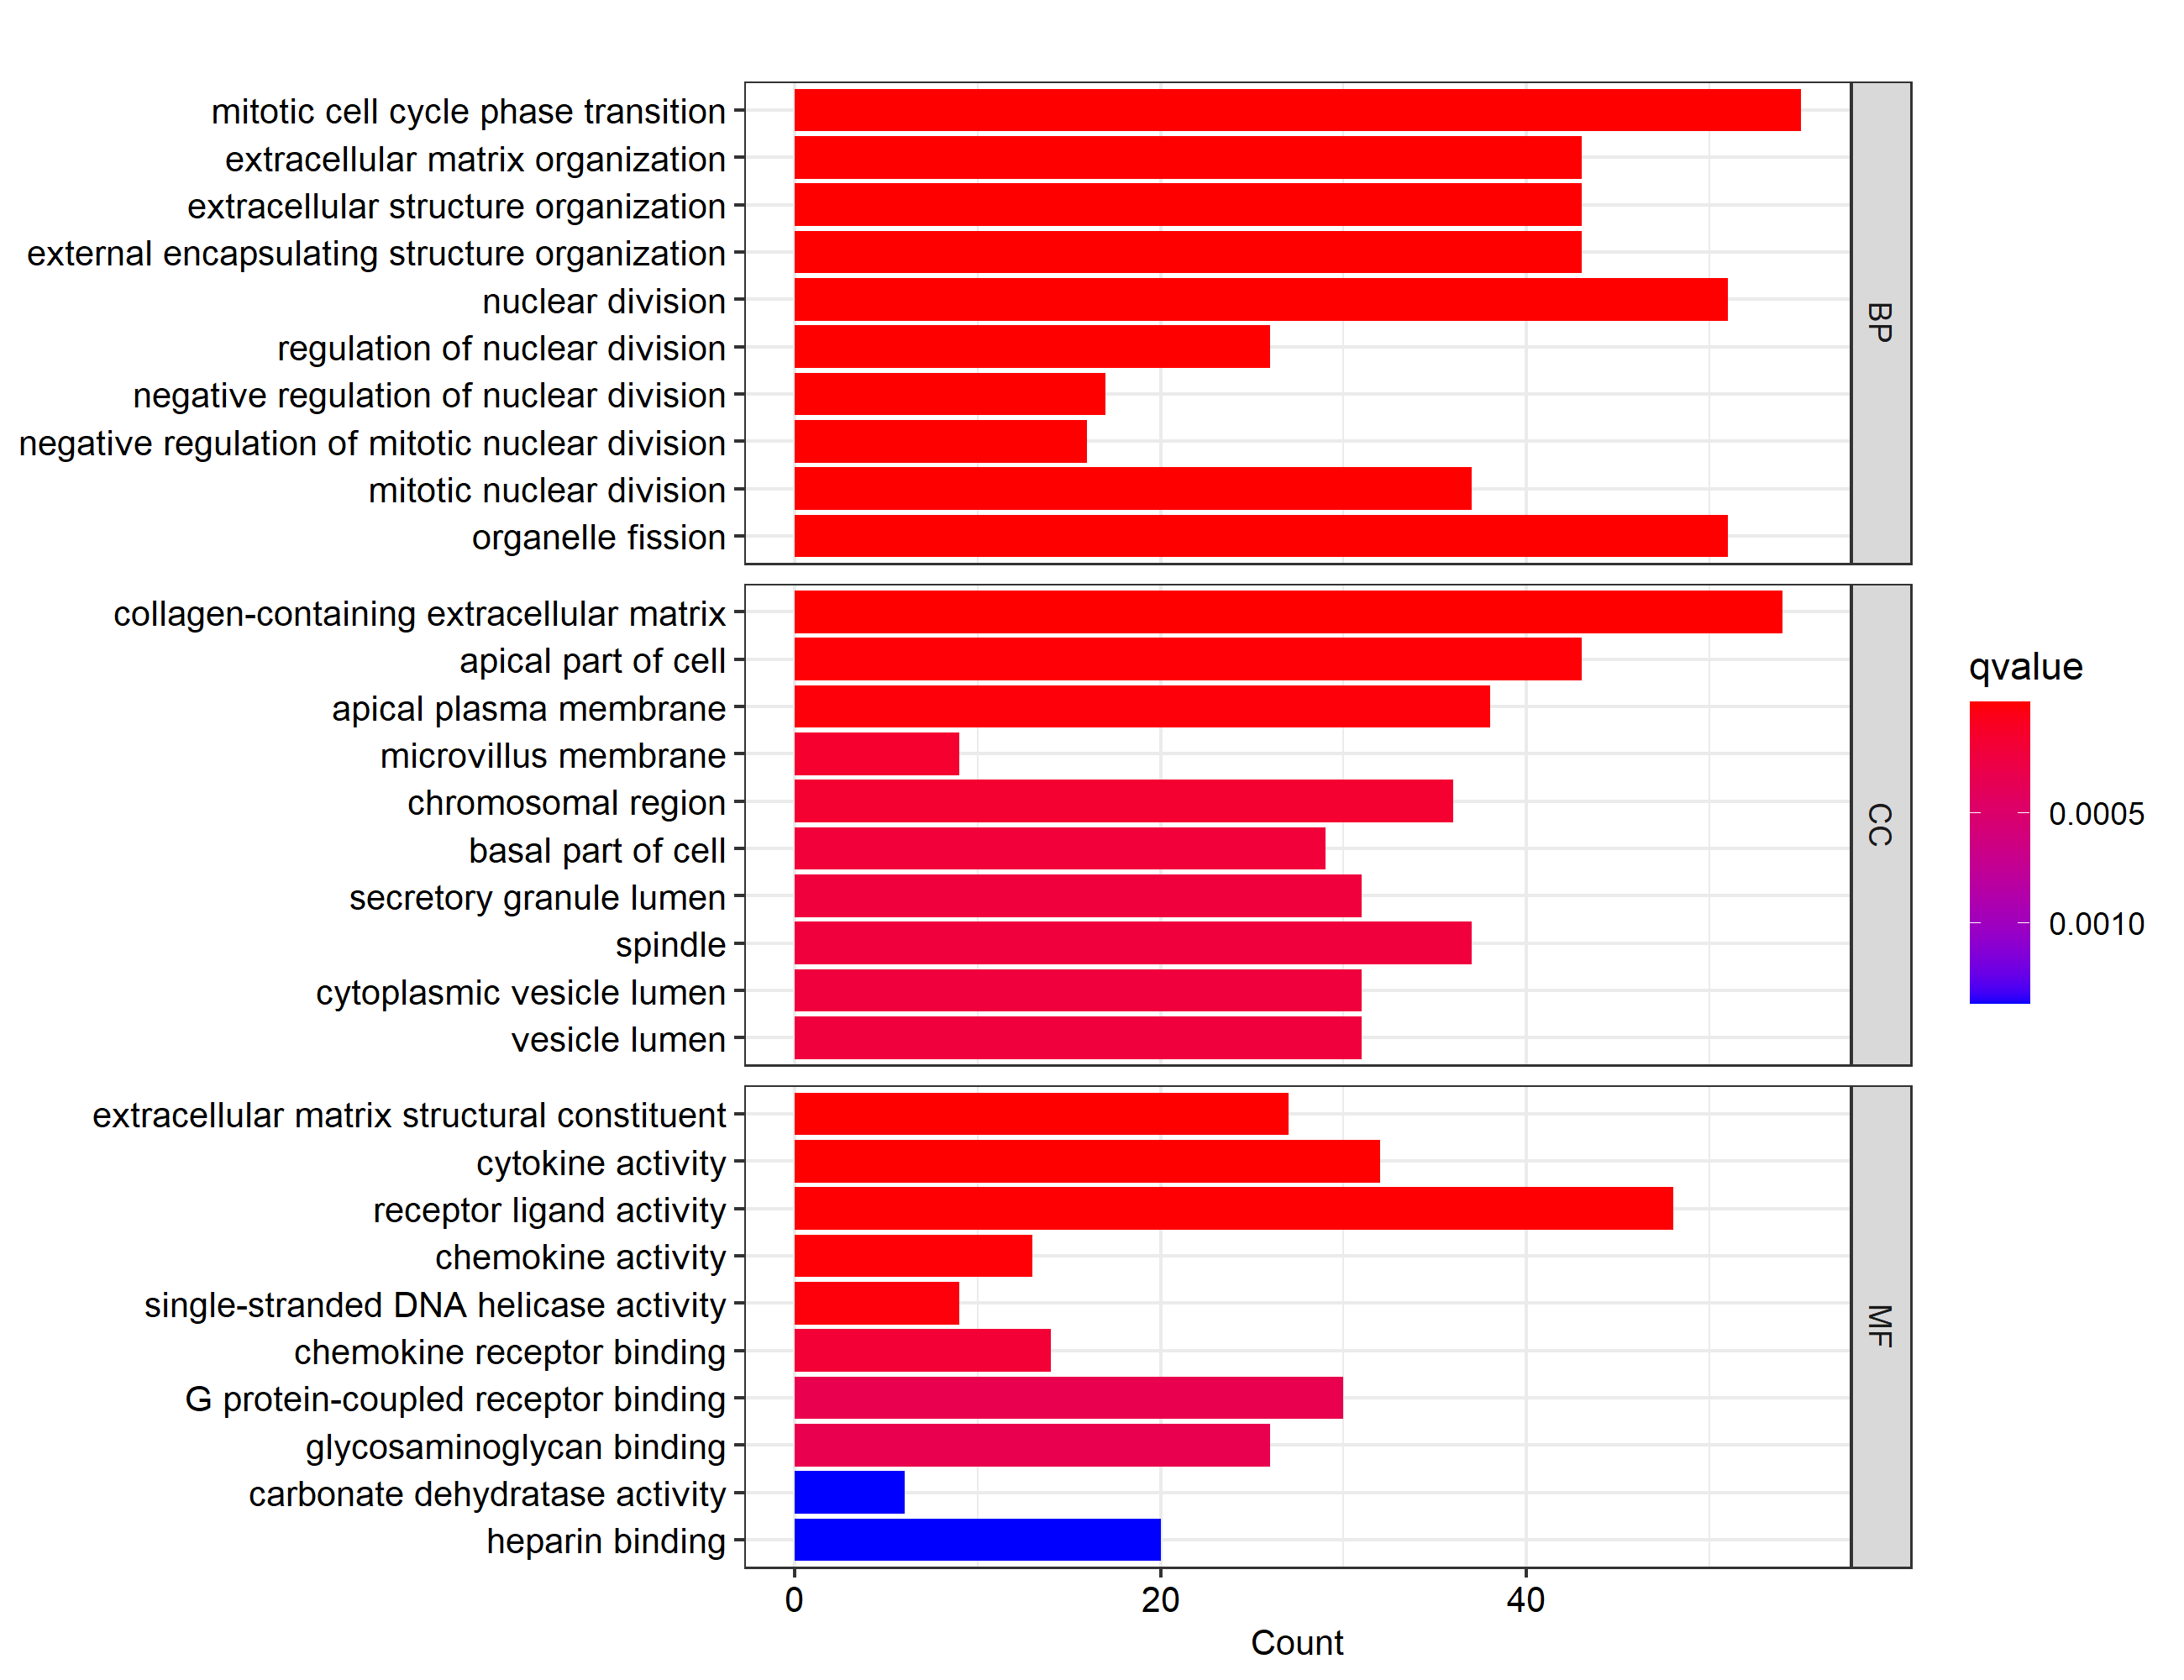 mitotic cell cycle phase transition
extracellular matrix organization
extracellular structure organization
external encapsulating structure organization
nuclear division
regulation of nuclear division
negative regulation of nuclear division
negative regulation of mitotic nuclear division
mitotic nuclear division
organelle fission
BP
collagen-containing extracellular matrix
apical part of cell
apical plasma membrane
microvillus membrane
chromosomal region
basal part of cell
secretory granule lumen
spindle
cytoplasmic vesicle lumen
vesicle lumen
CC
extracellular matrix structural constituent
cytokine activity
receptor ligand activity
chemokine activity
single-stranded DNA helicase activity
chemokine receptor binding
G protein-coupled receptor binding
glycosaminoglycan binding
carbonate dehydratase activity
heparin binding
MF
0 20 40
Count
qvalue
0.0005
0.0010